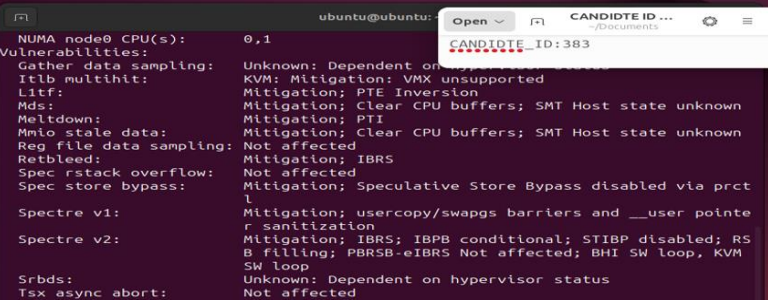 ubuntu@ubuntu: ~
Open
CANDIDTE ID ...
~/Documents
CANDIDTE_ID:383
NUMA node0 CPU(s): 0,1
Vulnerabilities:
Gather data sampling: Unknown: Dependent on hypervisor status
Itlb multihit: KVM: Mitigation: VMX unsupported
L1tf: Mitigation; PTE Inversion
Mds: Mitigation; Clear CPU buffers; SMT Host state unknown
Meltdown: Mitigation; PTI
Mmio stale data: Mitigation; Clear CPU buffers; SMT Host state unknown
Reg file data sampling: Not affected
Retbleed: Mitigation; IBRS
Spec rstack overflow: Not affected
Spec store bypass: Mitigation; Speculative Store Bypass disabled via prct
l
Spectre v1: Mitigation; usercopy/swapgs barriers and __user pointe
r sanitization
Spectre v2: Mitigation; IBRS; IBPB conditional; STIBP disabled; RS
B filling; PBRSB-eIBRS Not affected; BHI SW loop, KVM
SW loop
Srbds: Unknown: Dependent on hypervisor status
Tsx async abort: Not affected